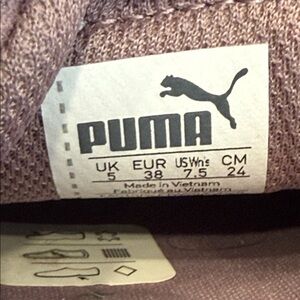 PUMA
UK EUR US Wn's CM
5 38 7.5 24
Made in Vietnam
Fabriqué au Vietnam